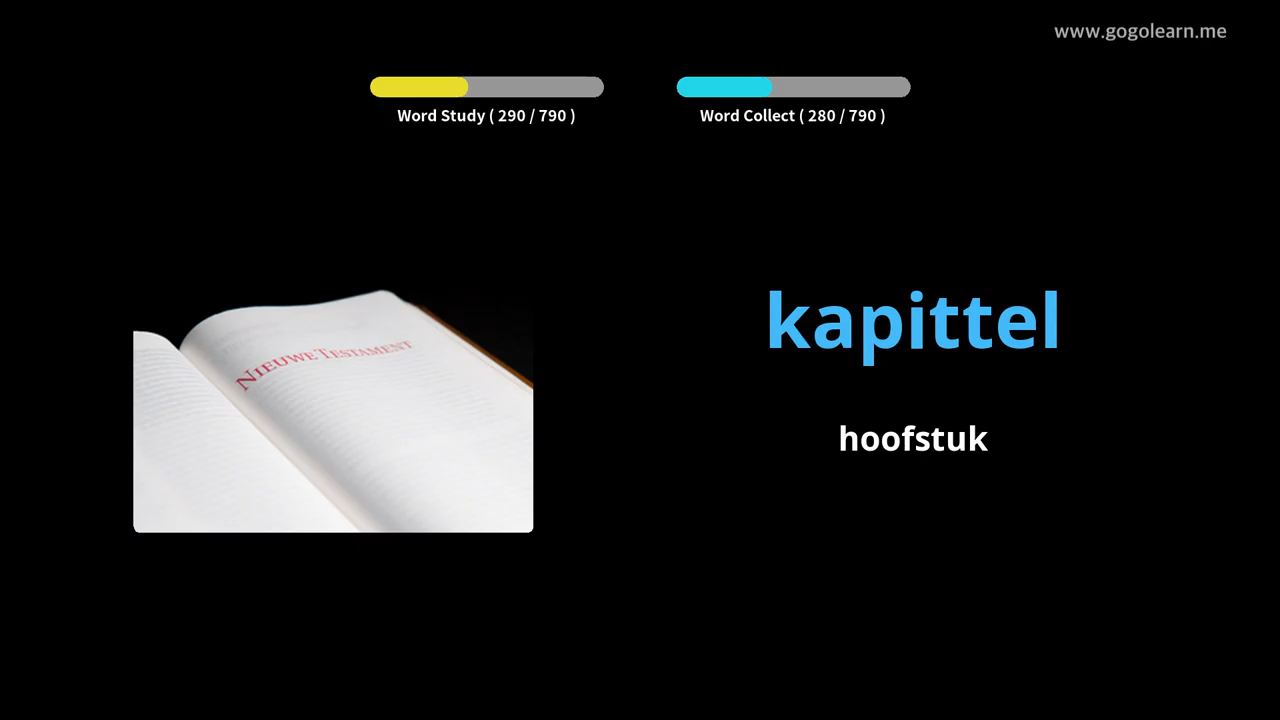 www.gogolearn.me
Word Study ( 290 / 790 )
Word Collect ( 280 / 790 )
NIEUWE TESTAMENT
kapittel
hoofstuk